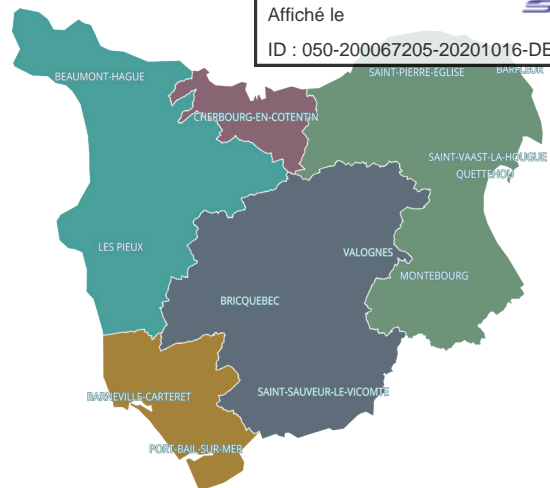 Affiché le
ID : 050-200067205-20201016-DE
BEAUMONT-HAGUE
SAINT-PIERRE-EGLISE
BARFLEUR
CHERBOURG-EN-COTENTIN
SAINT-VAAST-LA-HOUGUE
QUETTEHOU
LES PIEUX
VALOGNES
MONTEBOURG
BRICQUEBEC
BARNEVILLE-CARTERET
SAINT-SAUVEUR-LE-VICOMTE
PORT-BAIL-SUR-MER